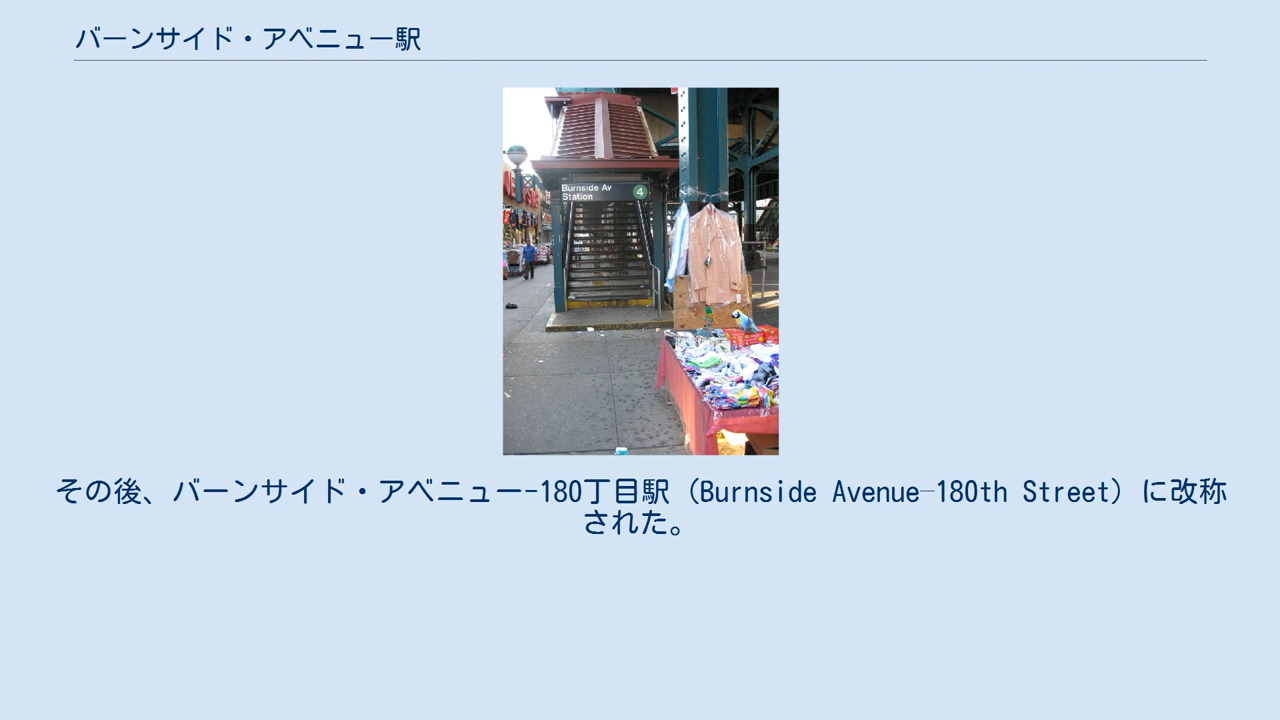 バーンサイド・アベニュー駅
Burnside Av
Station
4
その後、バーンサイド・アベニュー-180丁目駅（Burnside Avenue–180th Street）に改称
された。